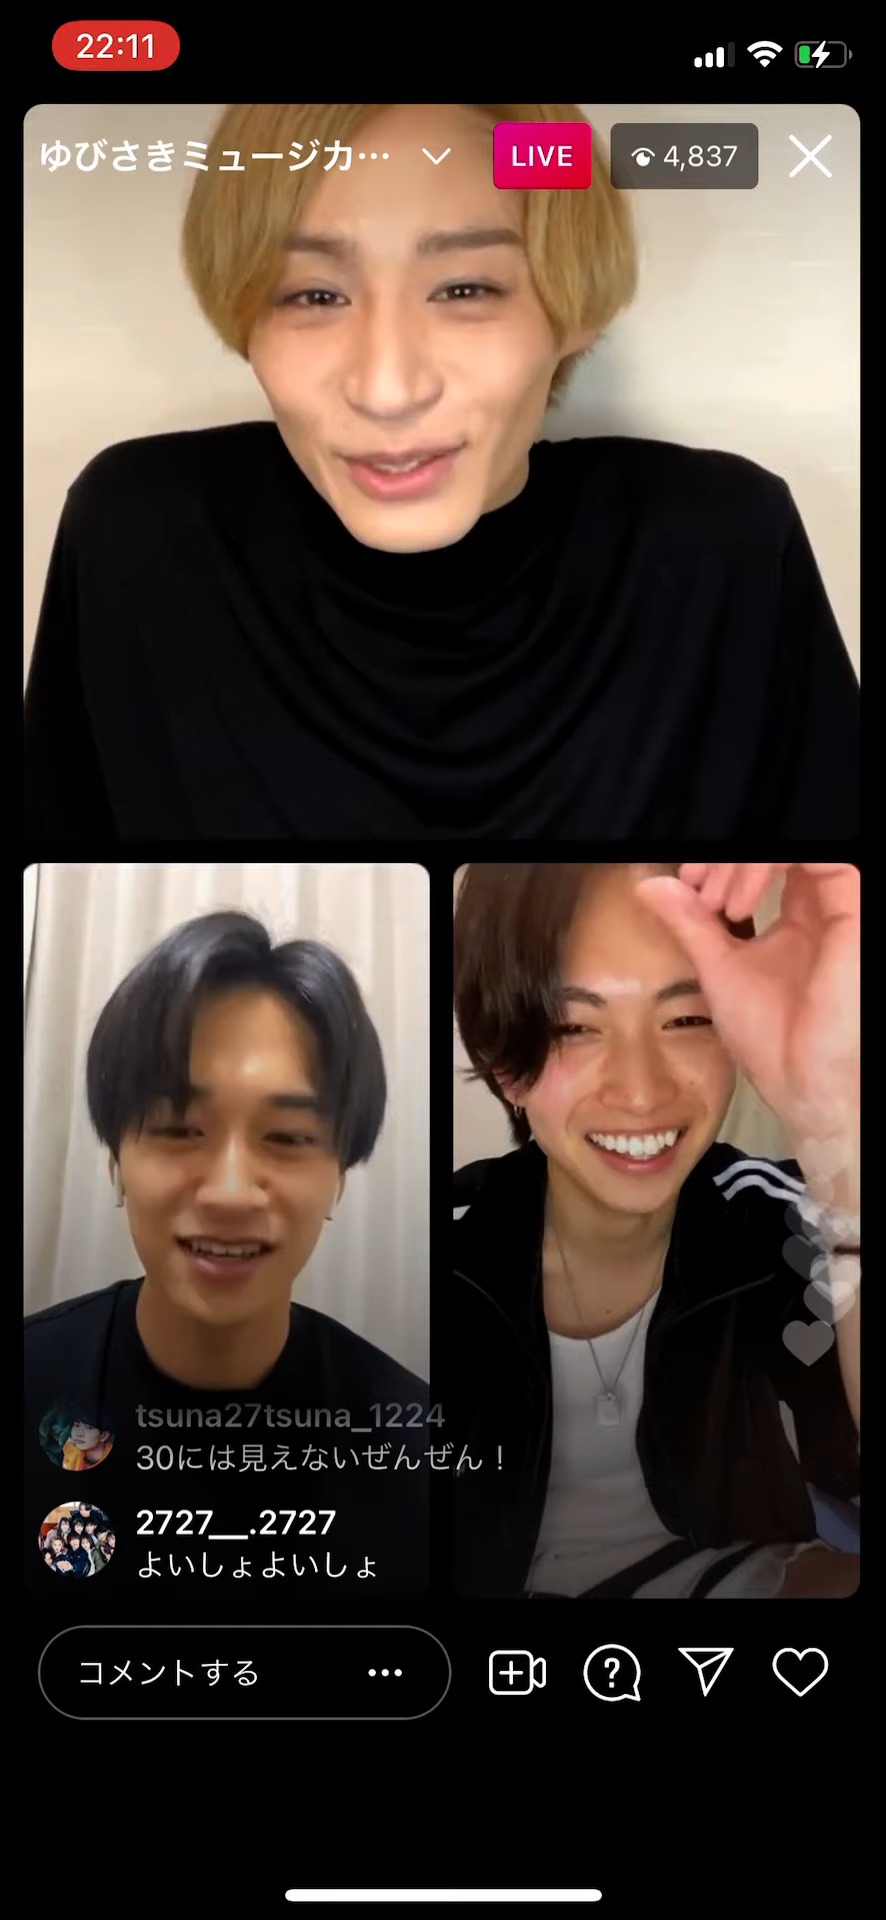 22:11
ゆびさきミュージカ…
LIVE
4,837
tsuna27tsuna_1224
30には見えないぜんぜん！
2727__.2727
よいしょよいしょ
コメントする